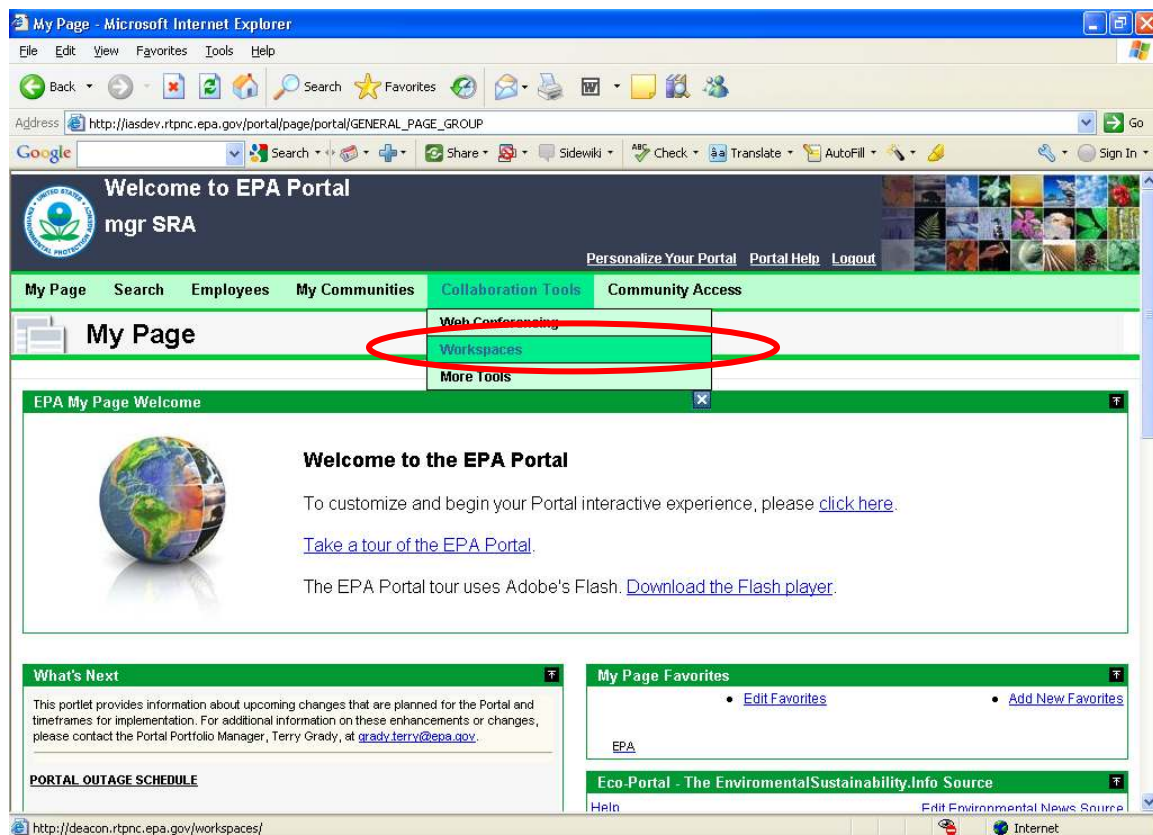 My Page - Microsoft Internet Explorer
File Edit View Favorites Tools Help
Back Search Favorites
Address http://iasdev.rtpnc.epa.gov/portal/page/portal/GENERAL_PAGE_GROUP Go
Google Search Share Sidewiki Check Translate AutoFill Sign In
Welcome to EPA Portal
mgr SRA
Personalize Your Portal Portal Help Logout
My Page Search Employees My Communities Collaboration Tools Community Access
My Page
Web Conferencing
Workspaces
More Tools
EPA My Page Welcome
Welcome to the EPA Portal
To customize and begin your Portal interactive experience, please click here.
Take a tour of the EPA Portal.
The EPA Portal tour uses Adobe's Flash. Download the Flash player.
What's Next
This portlet provides information about upcoming changes that are planned for the Portal and
timeframes for implementation. For additional information on these enhancements or changes,
please contact the Portal Portfolio Manager, Terry Grady, at grady.terry@epa.gov.
PORTAL OUTAGE SCHEDULE
My Page Favorites
Edit Favorites Add New Favorites
EPA
Eco-Portal - The EnviromentalSustainability.Info Source
Help Edit Environmental News Source
http://deacon.rtpnc.epa.gov/workspaces/ Internet